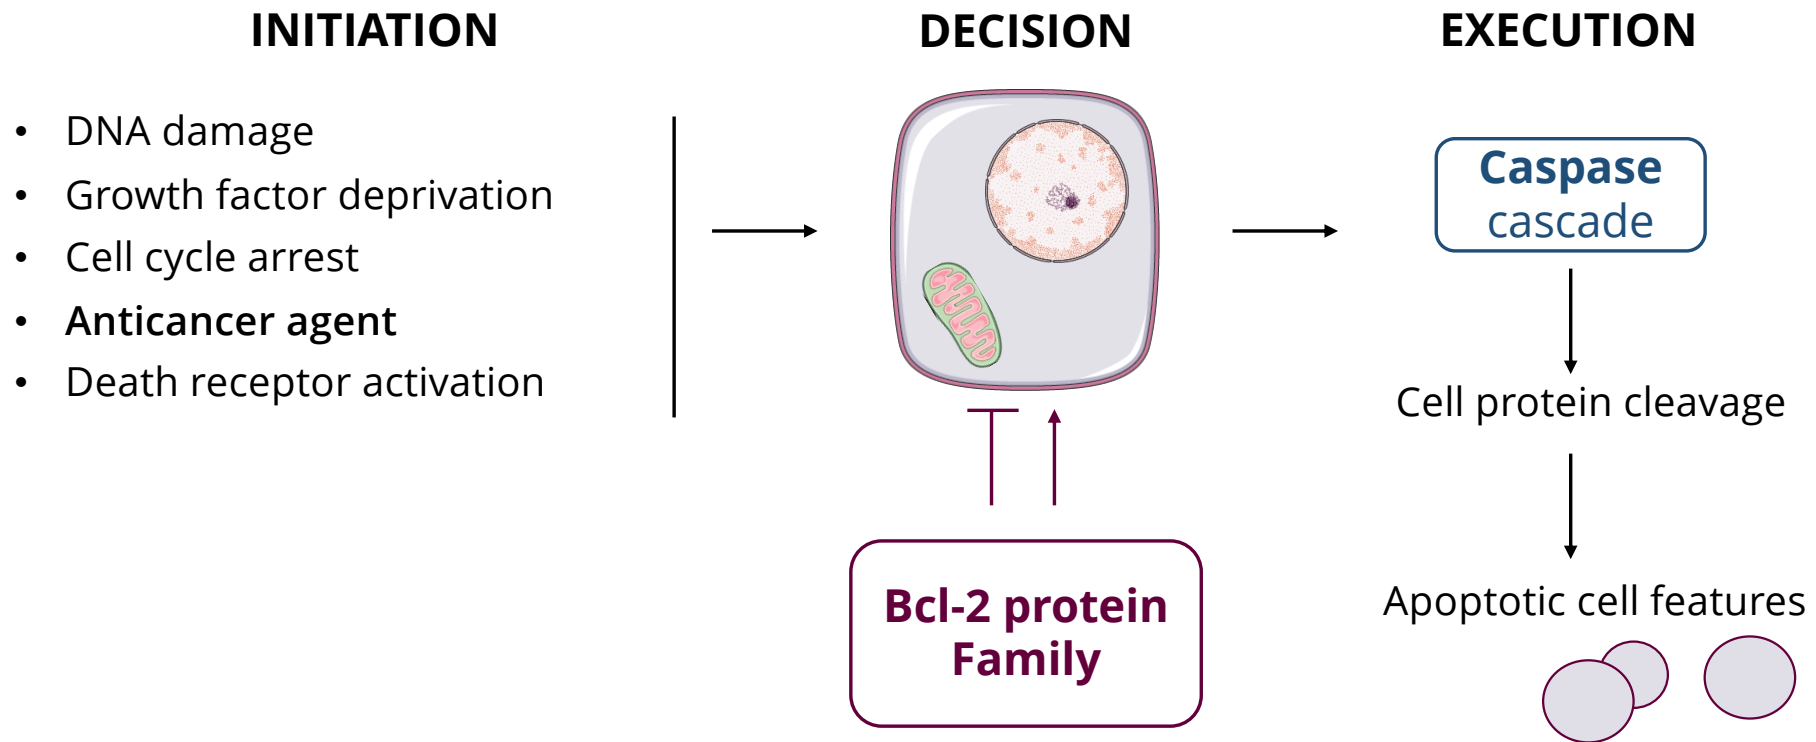 INITIATION
DECISION
EXECUTION
• DNA damage
• Growth factor deprivation
• Cell cycle arrest
• Anticancer agent
• Death receptor activation
Caspase
cascade
Cell protein cleavage
Apoptotic cell features
Bcl-2 protein
Family